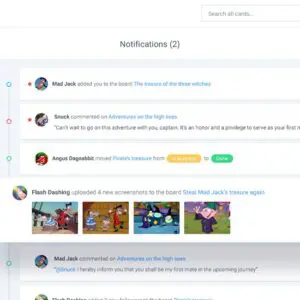 Search all cards...
Notifications (2)
Mad Jack added you to the board The tresure of the three witches
Snuck commented on Adventures on the high seas
"Can't wait to go on this adventure with you, captain. It's an honor and a privilege to serve as your first m
Angus Dagnabbit moved Pirate's treasure from to Done
Flash Dashing uploaded 4 new screenshots to the board Steal Mad Jack's treasure again
Mad Jack commented on Adventures on the high seas
"@Snuck I hereby inform you that you shall be my first mate in the upcoming journey"
Flash Dashing